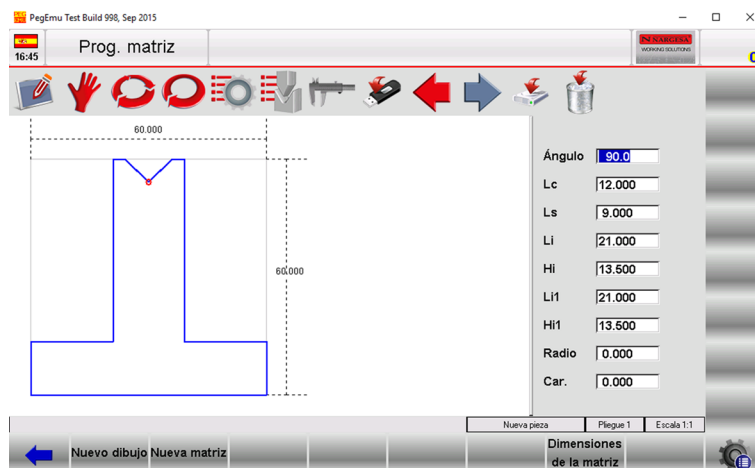 PegEmu Test Build 998, Sep 2015
16:45
Prog. matriz
NARGESA
WORKING SOLUTIONS
60.000
60.000
Ángulo 90.0
Lc 12.000
Ls 9.000
Li 21.000
Hi 13.500
Li1 21.000
Hi1 13.500
Radio 0.000
Car. 0.000
Nueva pieza Pliegue 1 Escala 1:1
Nuevo dibujo Nueva matriz Dimensiones
de la matriz